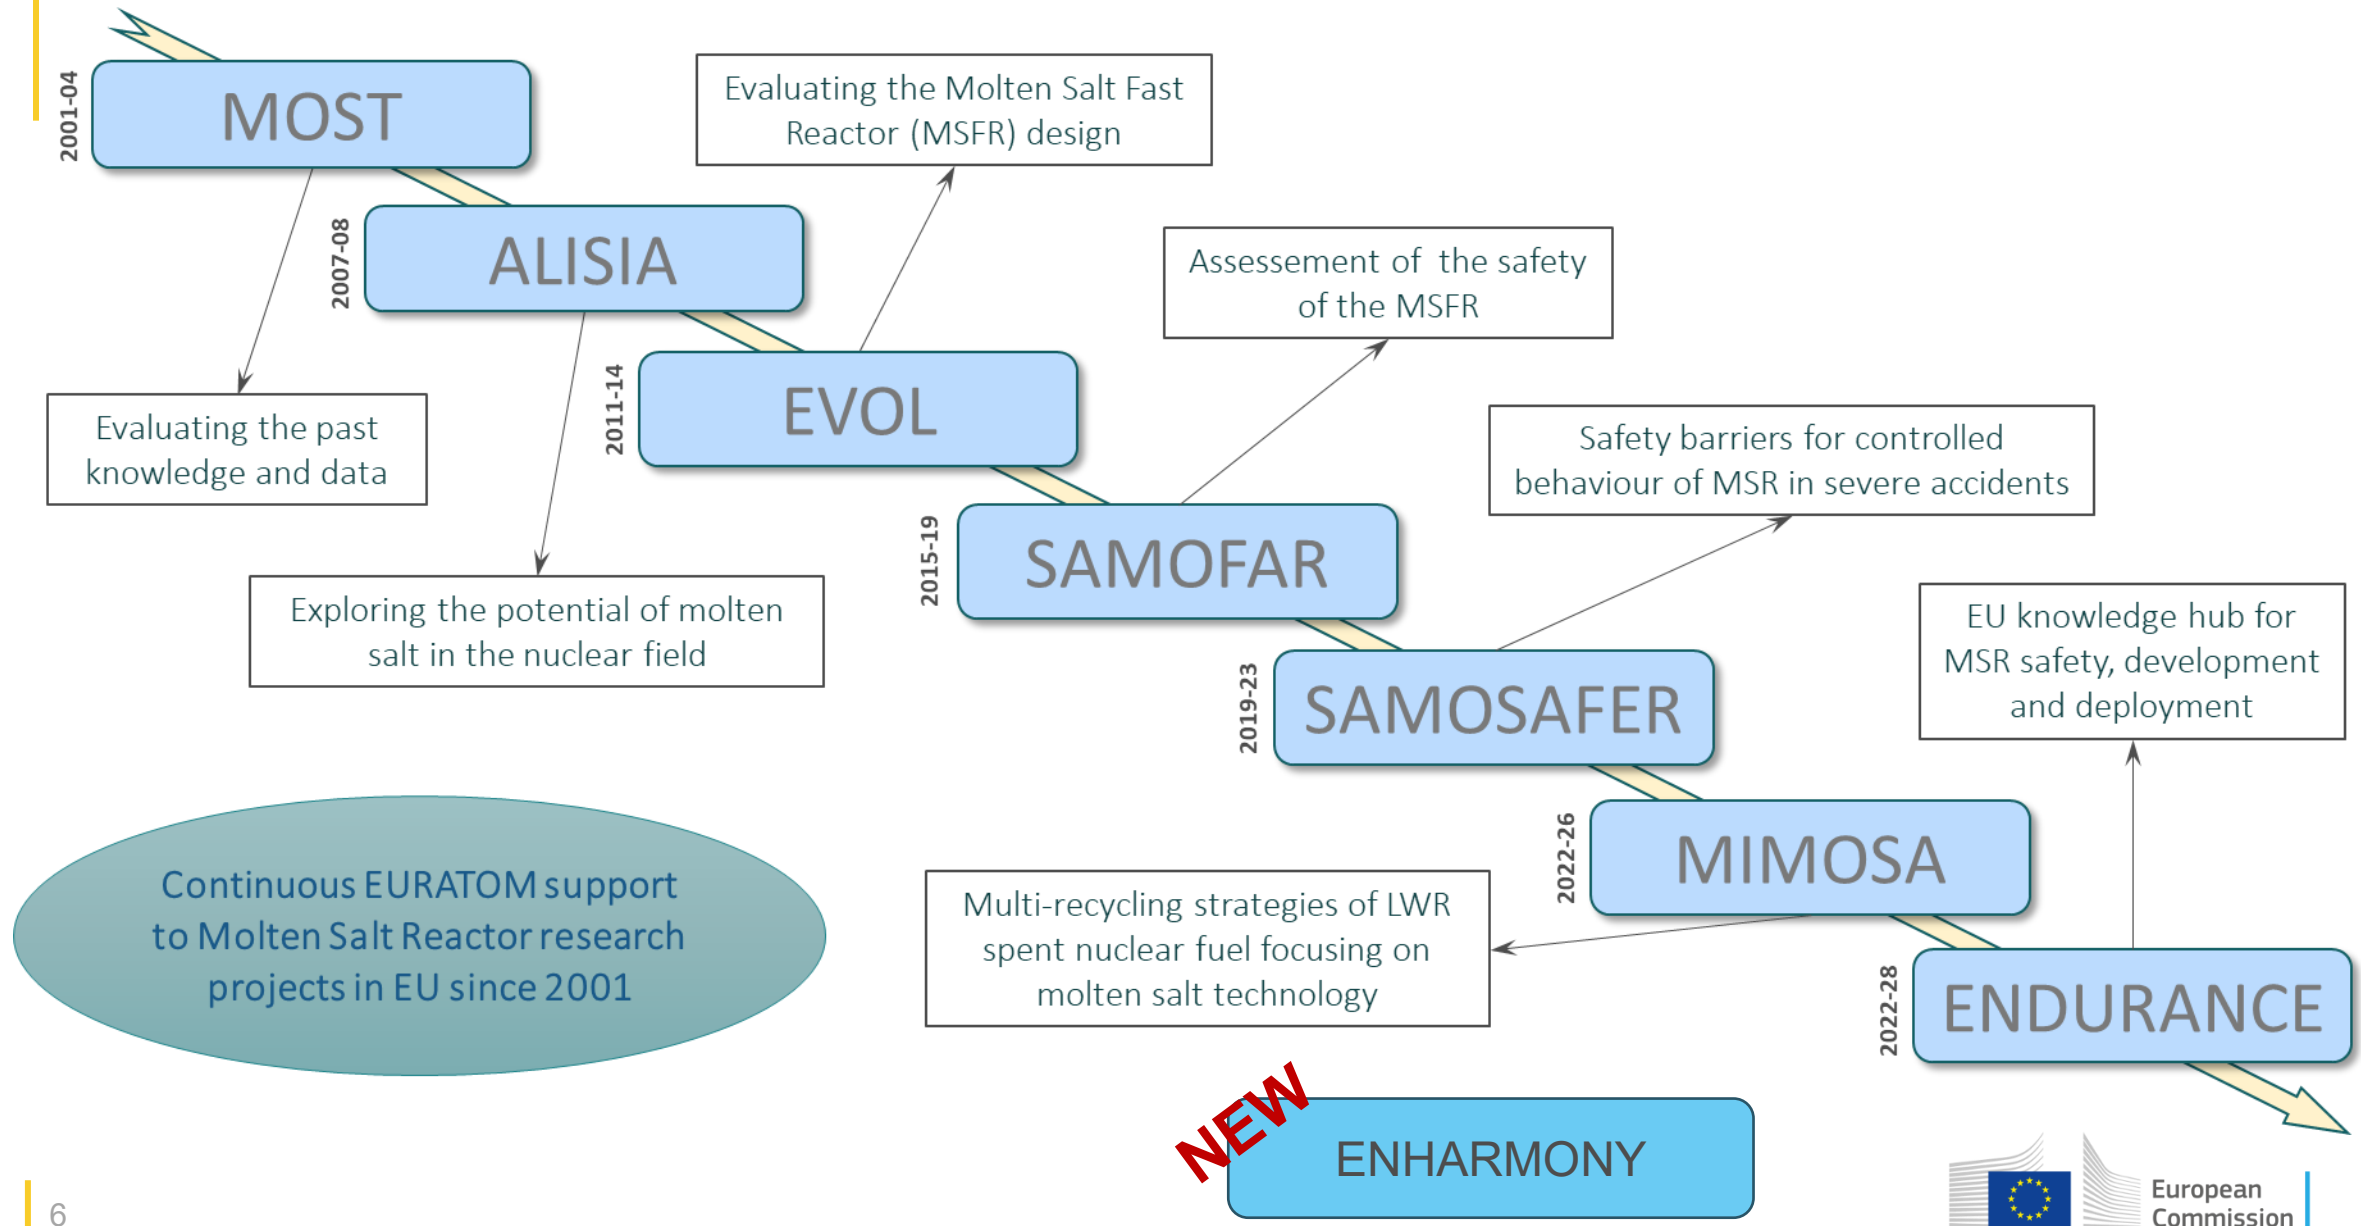 2001-04
MOST
Evaluating the Molten Salt Fast
Reactor (MSFR) design
2007-08
ALISIA
Assessement of the safety
of the MSFR
2011-14
EVOL
Evaluating the past
knowledge and data
Safety barriers for controlled
behaviour of MSR in severe accidents
2015-19
SAMOFAR
Exploring the potential of molten
salt in the nuclear field
EU knowledge hub for
MSR safety, development
and deployment
2019-23
SAMOSAFER
2022-26
MIMOSA
Continuous EURATOM support
to Molten Salt Reactor research
projects in EU since 2001
Multi-recycling strategies of LWR
spent nuclear fuel focusing on
molten salt technology
2022-28
ENDURANCE
NEW
ENHARMONY
European
Commission
6